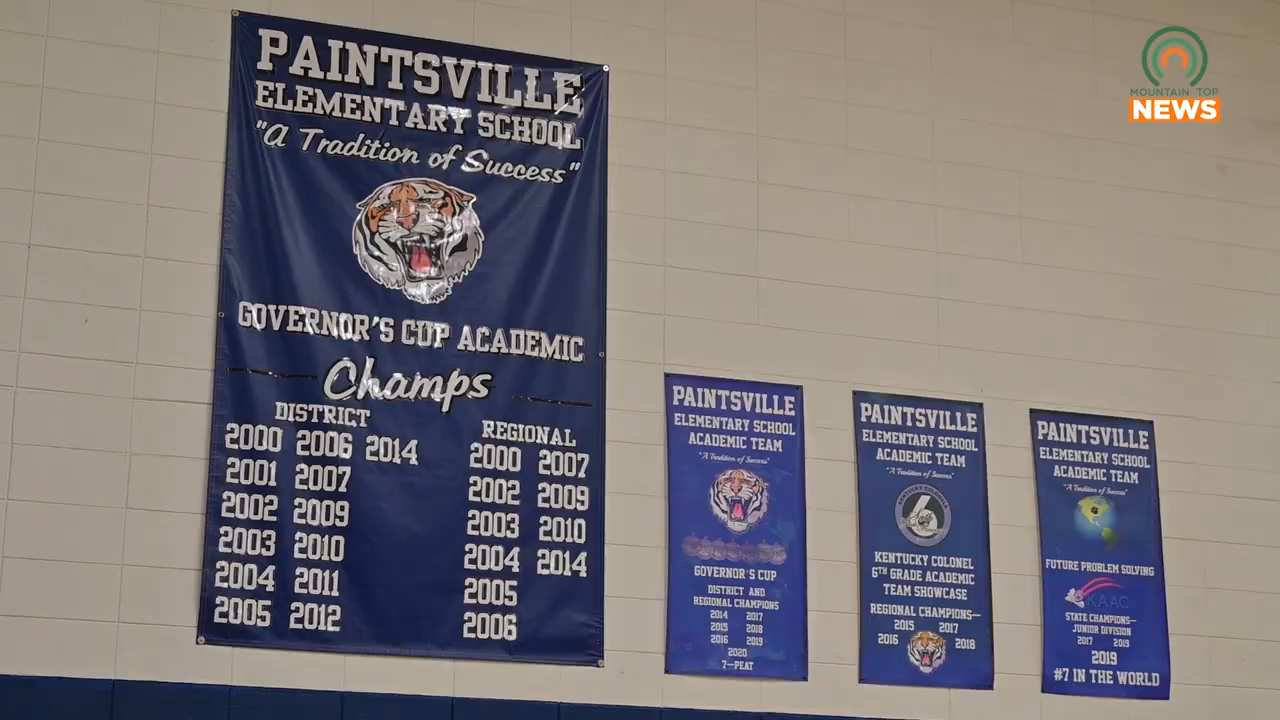 PAINTSVILLE
ELEMENTARY SCHOOL
"A Tradition of Success"
GOVERNOR'S CUP ACADEMIC
Champs
DISTRICT
2000 2006 2014
2001 2007
2002 2009
2003 2010
2004 2011
2005 2012
REGIONAL
2000 2007
2002 2009
2003 2010
2004 2014
2005
2006
PAINTSVILLE
ELEMENTARY SCHOOL
ACADEMIC TEAM
"A Tradition of Success"
GOVERNOR'S CUP
DISTRICT AND
REGIONAL CHAMPIONS
2014 2017
2015 2018
2016 2019
2020
7-PEAT
PAINTSVILLE
ELEMENTARY SCHOOL
ACADEMIC TEAM
"A Tradition of Success"
6
KENTUCKY COLONEL
6TH GRADE ACADEMIC
TEAM SHOWCASE
REGIONAL CHAMPIONS—
2015 2017
2016 2018
PAINTSVILLE
ELEMENTARY SCHOOL
ACADEMIC TEAM
"A Tradition of Success"
FUTURE PROBLEM SOLVING
KAAC
STATE CHAMPIONS—
JUNIOR DIVISION
2017 2019
2019
#7 IN THE WORLD
MOUNTAIN TOP
NEWS